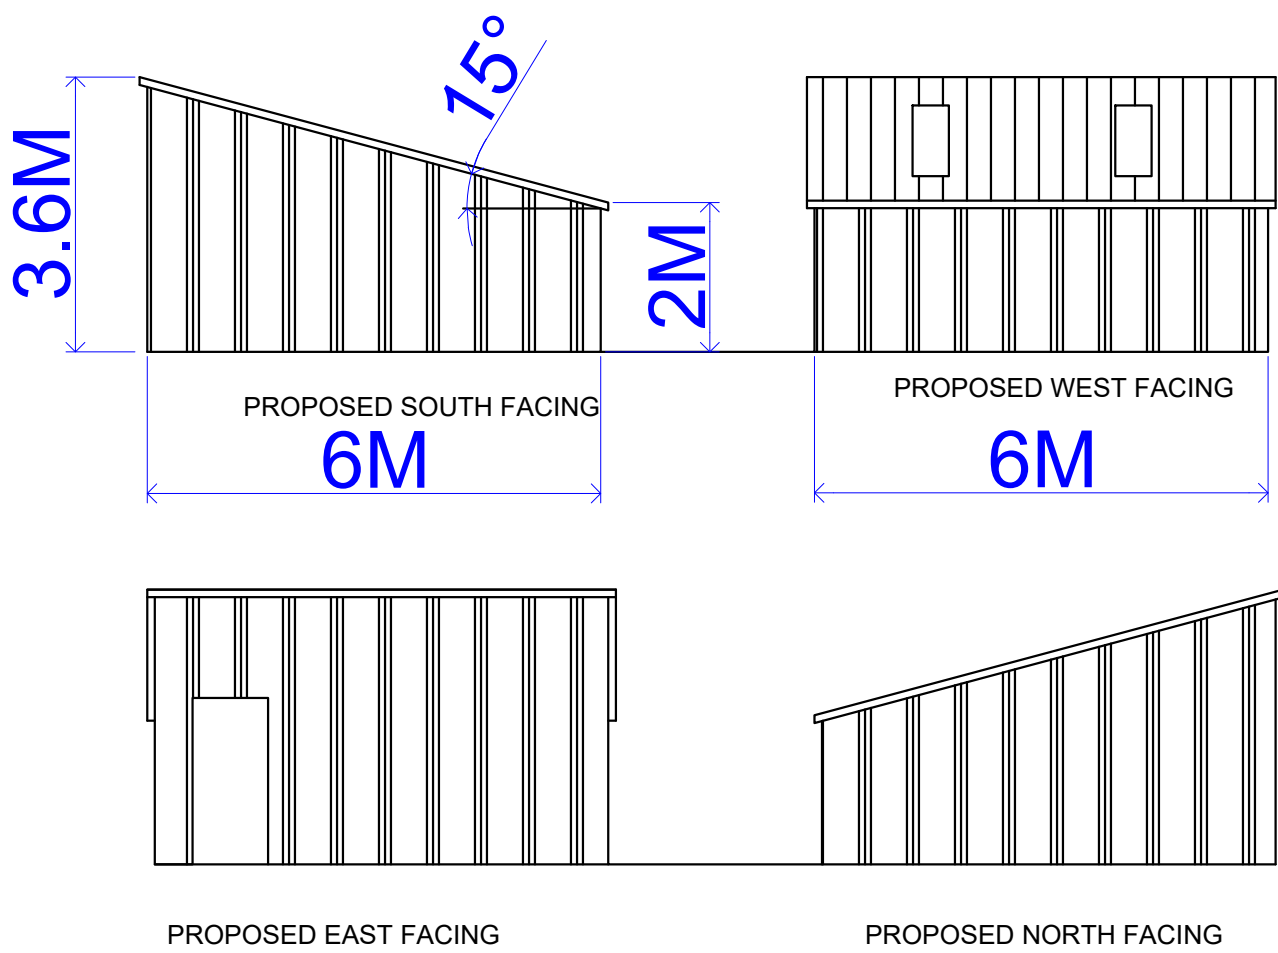 15°
3.6M
2M
PROPOSED SOUTH FACING
6M
PROPOSED WEST FACING
6M
PROPOSED EAST FACING
PROPOSED NORTH FACING